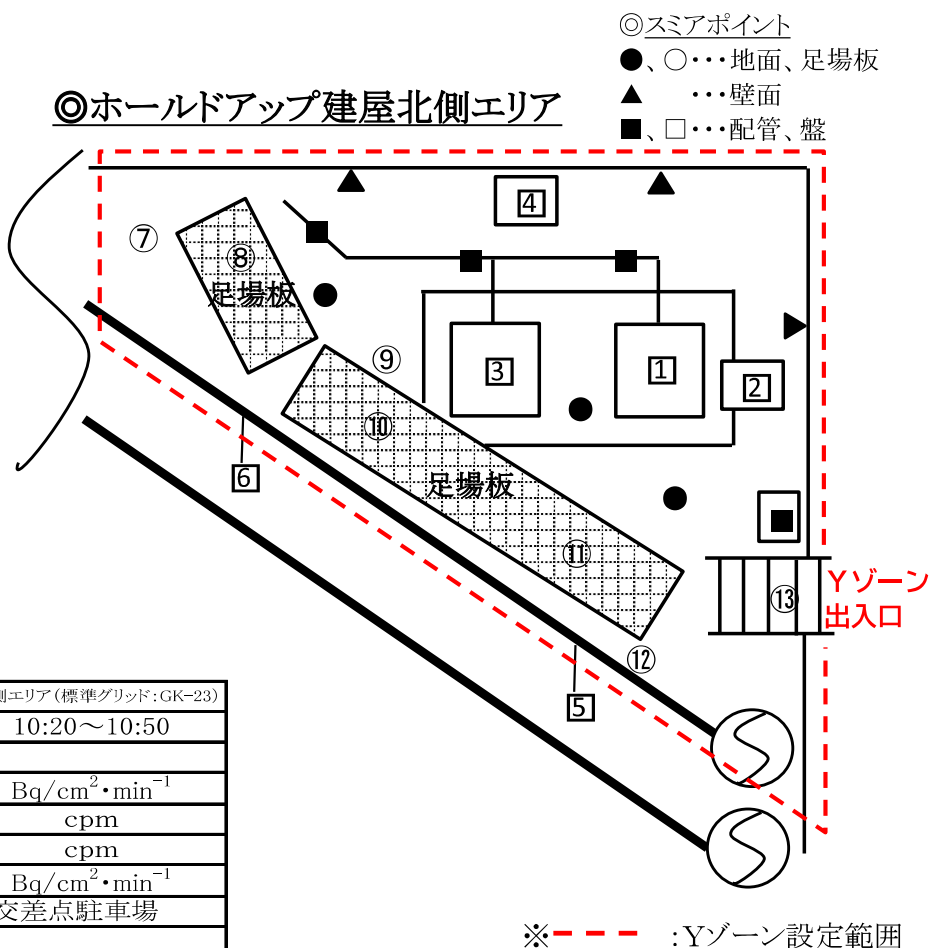 ◎スミアポイント
●、○・・・地面、足場板
▲　・・・壁面
■、□・・・配管、盤
◎ホールドアップ建屋北側エリア
4
⑦
⑧
足場板
⑨
3
1
2
⑩
6
足場板
⑪
⑬
Yゾーン
出入口
⑫
5
側エリア(標準グリッド:GK-23)
10:20～10:50
Bq/cm²・min⁻¹
cpm
cpm
Bq/cm²・min⁻¹
交差点駐車場
※ :Yゾーン設定範囲